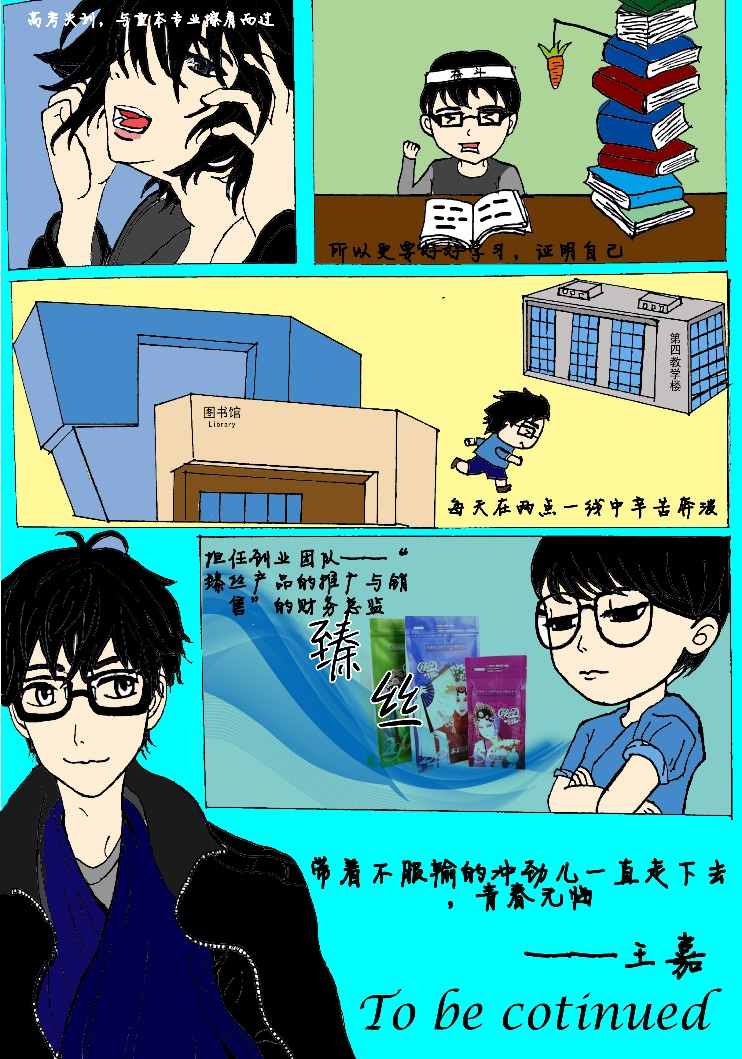 高考失利，与重本专业擦肩而过
奋斗
所以更要好好学习，证明自己
图书馆
Library
第四教学楼
每天在两点一线中辛苦奔波
担任创业团队——“
臻丝产品的推广与销
售”的财务总监
臻
丝
带着不服输的冲劲儿一直走下去
，青春无悔
——王嘉
To be cotinued